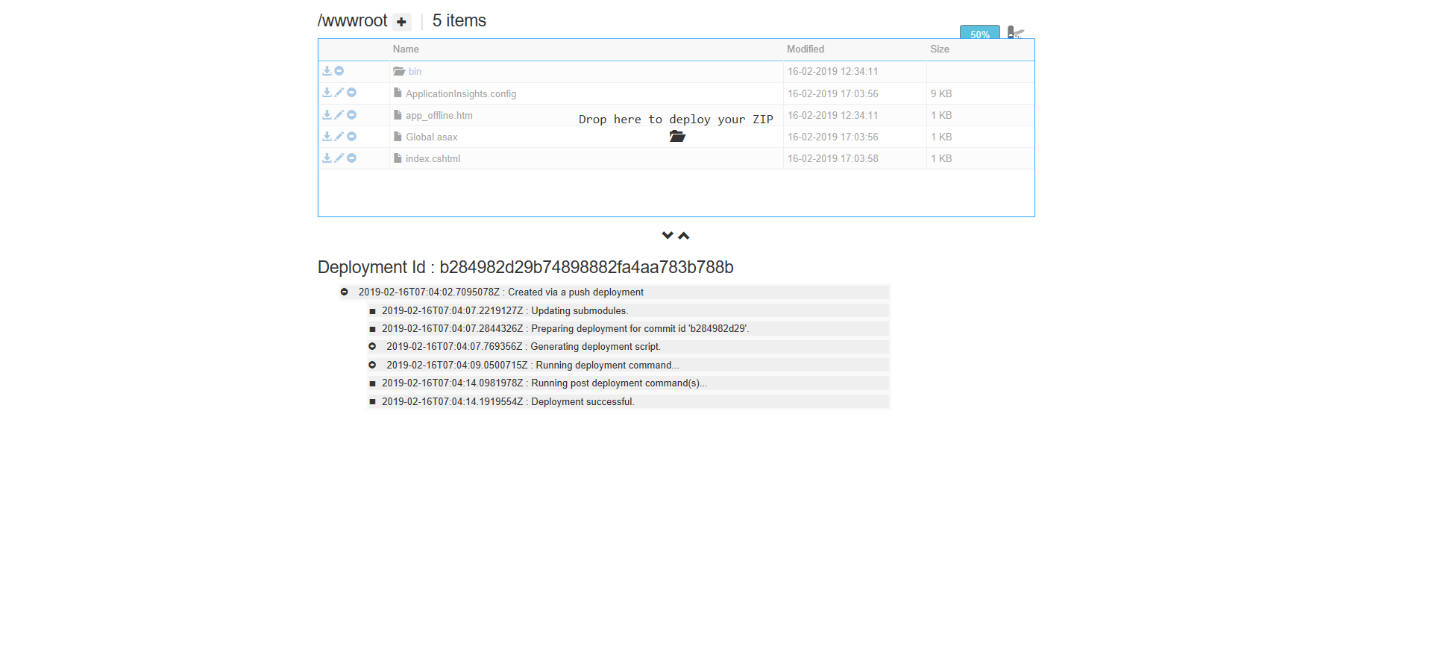 /wwwroot 5 items
50%
Name Modified Size
bin 16-02-2019 12:34:11
ApplicationInsights.config 16-02-2019 17:03:56 9 KB
app_offline.htm 16-02-2019 12:34:11 1 KB
Drop here to deploy your ZIP
Global.asax 16-02-2019 17:03:56 1 KB
index.cshtml 16-02-2019 17:03:58 1 KB
Deployment Id : b284982d29b74898882fa4aa783b788b
2019-02-16T07:04:02.7095078Z : Created via a push deployment
2019-02-16T07:04:07.2219127Z : Updating submodules.
2019-02-16T07:04:07.2844326Z : Preparing deployment for commit id 'b284982d29'.
2019-02-16T07:04:07.769356Z : Generating deployment script.
2019-02-16T07:04:09.0500715Z : Running deployment command...
2019-02-16T07:04:14.0981978Z : Running post deployment command(s)...
2019-02-16T07:04:14.1919554Z : Deployment successful.